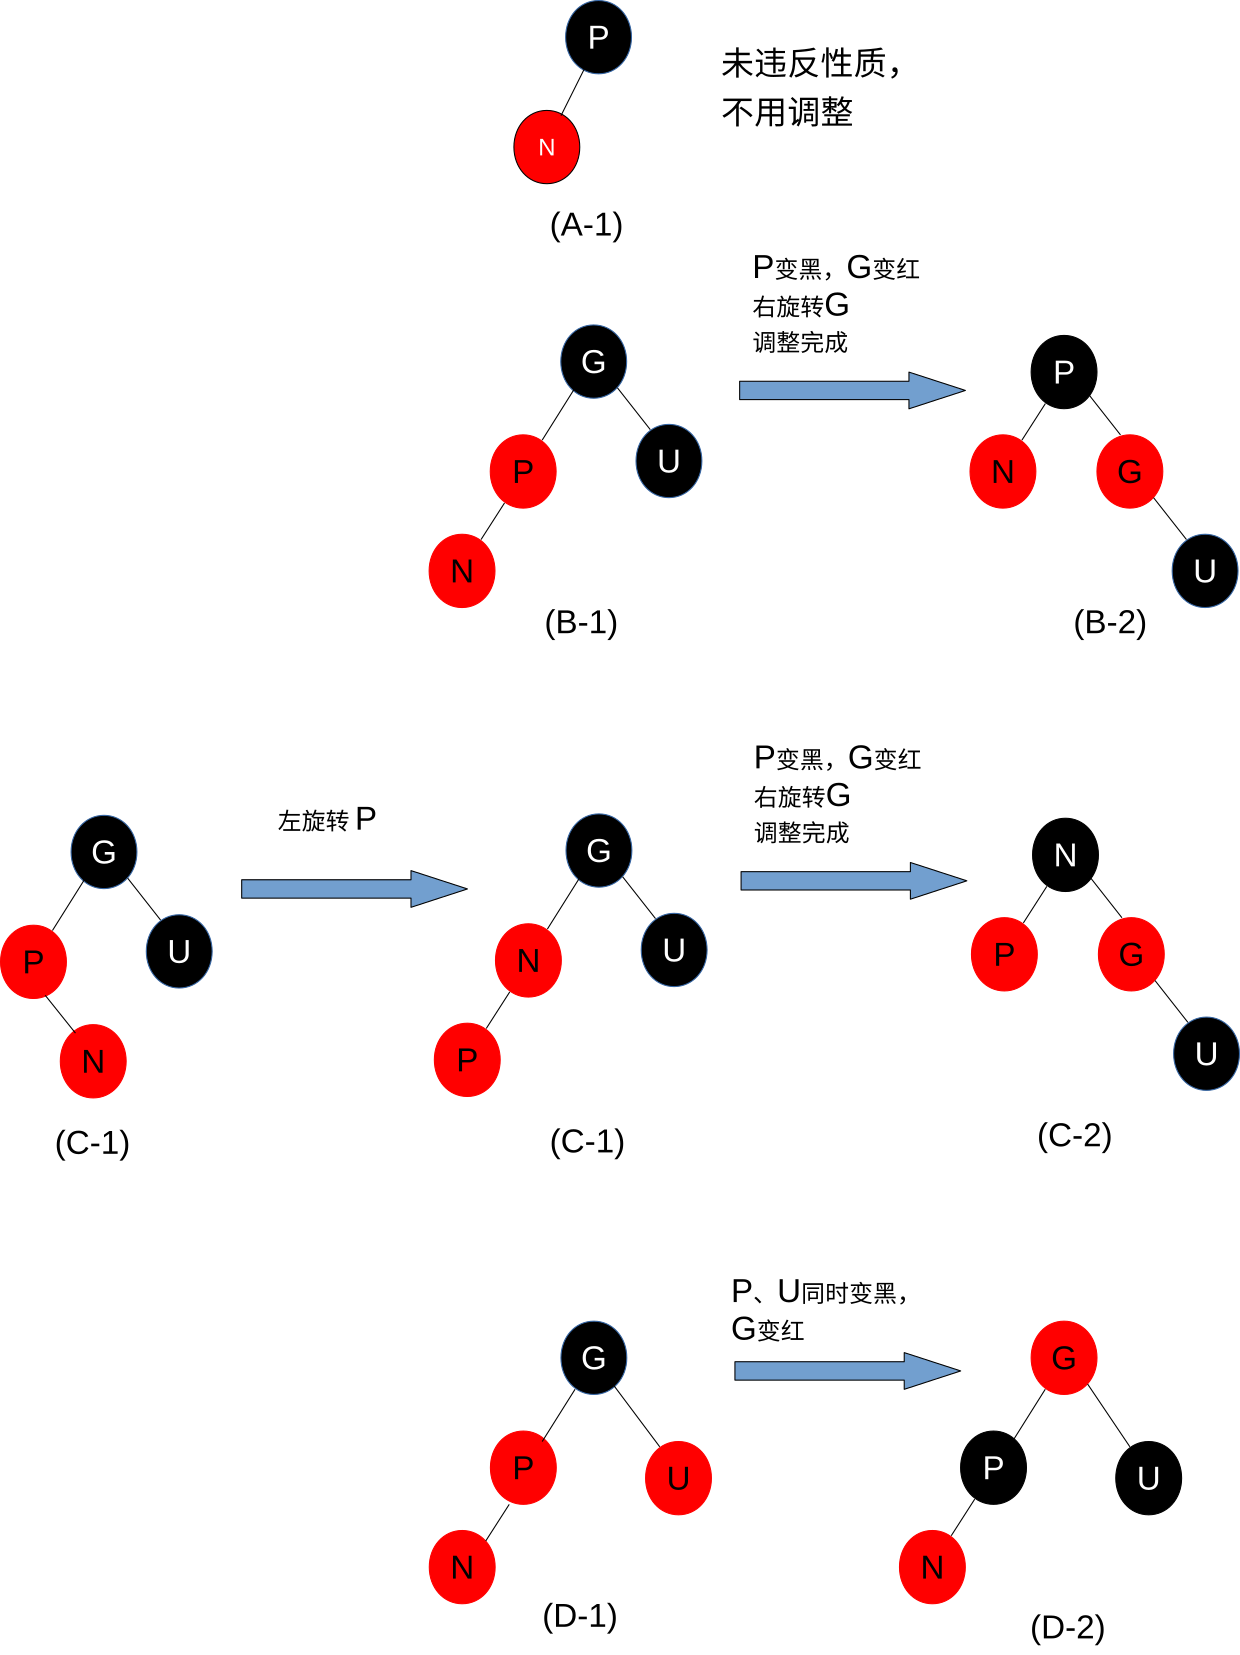 P
未违反性质，
不用调整
N
(A-1)
P变黑，G变红
右旋转G
调整完成
G
P
U
N
(B-1)
P
N
G
U
(B-2)
G
P
U
N
(C-1)
左旋转 P
G
N
U
P
(C-1)
P变黑，G变红
右旋转G
调整完成
N
P
G
U
(C-2)
G
P
U
N
(D-1)
P、U同时变黑，
G变红
G
P
U
N
(D-2)